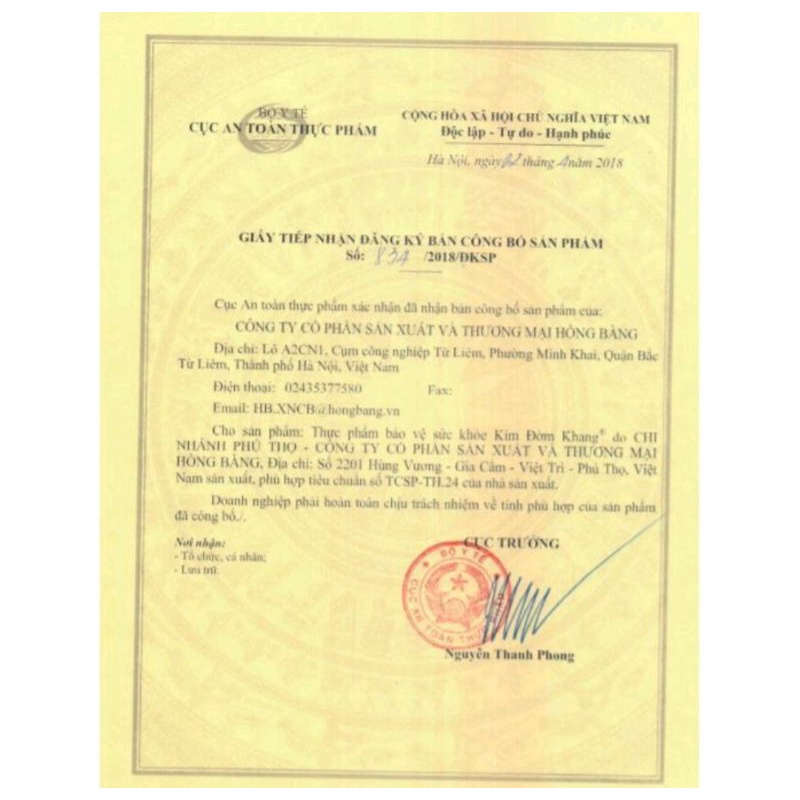 BỘ Y TẾ
CỤC AN TOÀN THỰC PHẨM
CỘNG HÒA XÃ HỘI CHỦ NGHĨA VIỆT NAM
Độc lập - Tự do - Hạnh phúc
Hà Nội, ngày 02 tháng 4 năm 2018
GIẤY TIẾP NHẬN ĐĂNG KÝ BẢN CÔNG BỐ SẢN PHẨM
Số: 834 /2018/ĐKSP
Cục An toàn thực phẩm xác nhận đã nhận bản công bố sản phẩm của:
CÔNG TY CỔ PHẦN SẢN XUẤT VÀ THƯƠNG MẠI HỒNG BÀNG
Địa chỉ: Lô A2CN1, Cụm công nghiệp Từ Liêm, Phường Minh Khai, Quận Bắc
Từ Liêm, Thành phố Hà Nội, Việt Nam
Điện thoại: 02435377580 Fax:
Email: HB.XNCB@hongbang.vn
Cho sản phẩm: Thực phẩm bảo vệ sức khỏe Kim Đờm Khang® do CHI
NHÁNH PHÚ THỌ - CÔNG TY CỔ PHẦN SẢN XUẤT VÀ THƯƠNG MẠI
HỒNG BÀNG, Địa chỉ: Số 2201 Hùng Vương - Gia Cẩm - Việt Trì - Phú Thọ, Việt
Nam sản xuất, phù hợp tiêu chuẩn số TCSP-TH.24 của nhà sản xuất.
Doanh nghiệp phải hoàn toàn chịu trách nhiệm về tính phù hợp của sản phẩm
đã công bố./.
Nơi nhận:
- Tổ chức, cá nhân;
- Lưu trữ.
CỤC TRƯỞNG
BỘ Y TẾ
CỤC AN TOÀN THỰC PHẨM
Nguyễn Thanh Phong